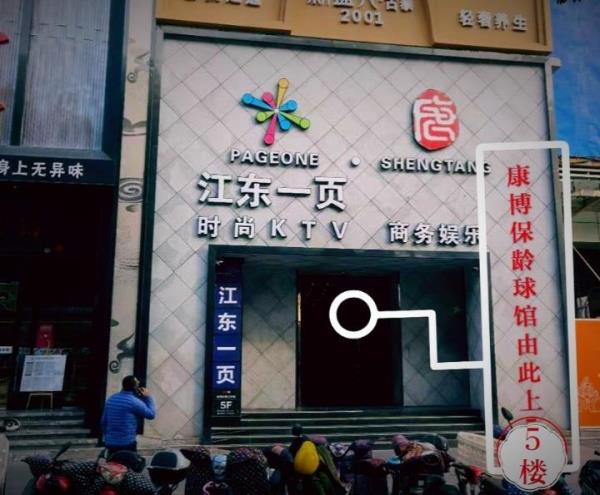 2001
轻奢养生
身上无异味
PAGEONE · SHENGTANG
唐
江东一页
时尚KTV 商务娱乐
江东一页
5F
康博保龄球馆由此上5楼